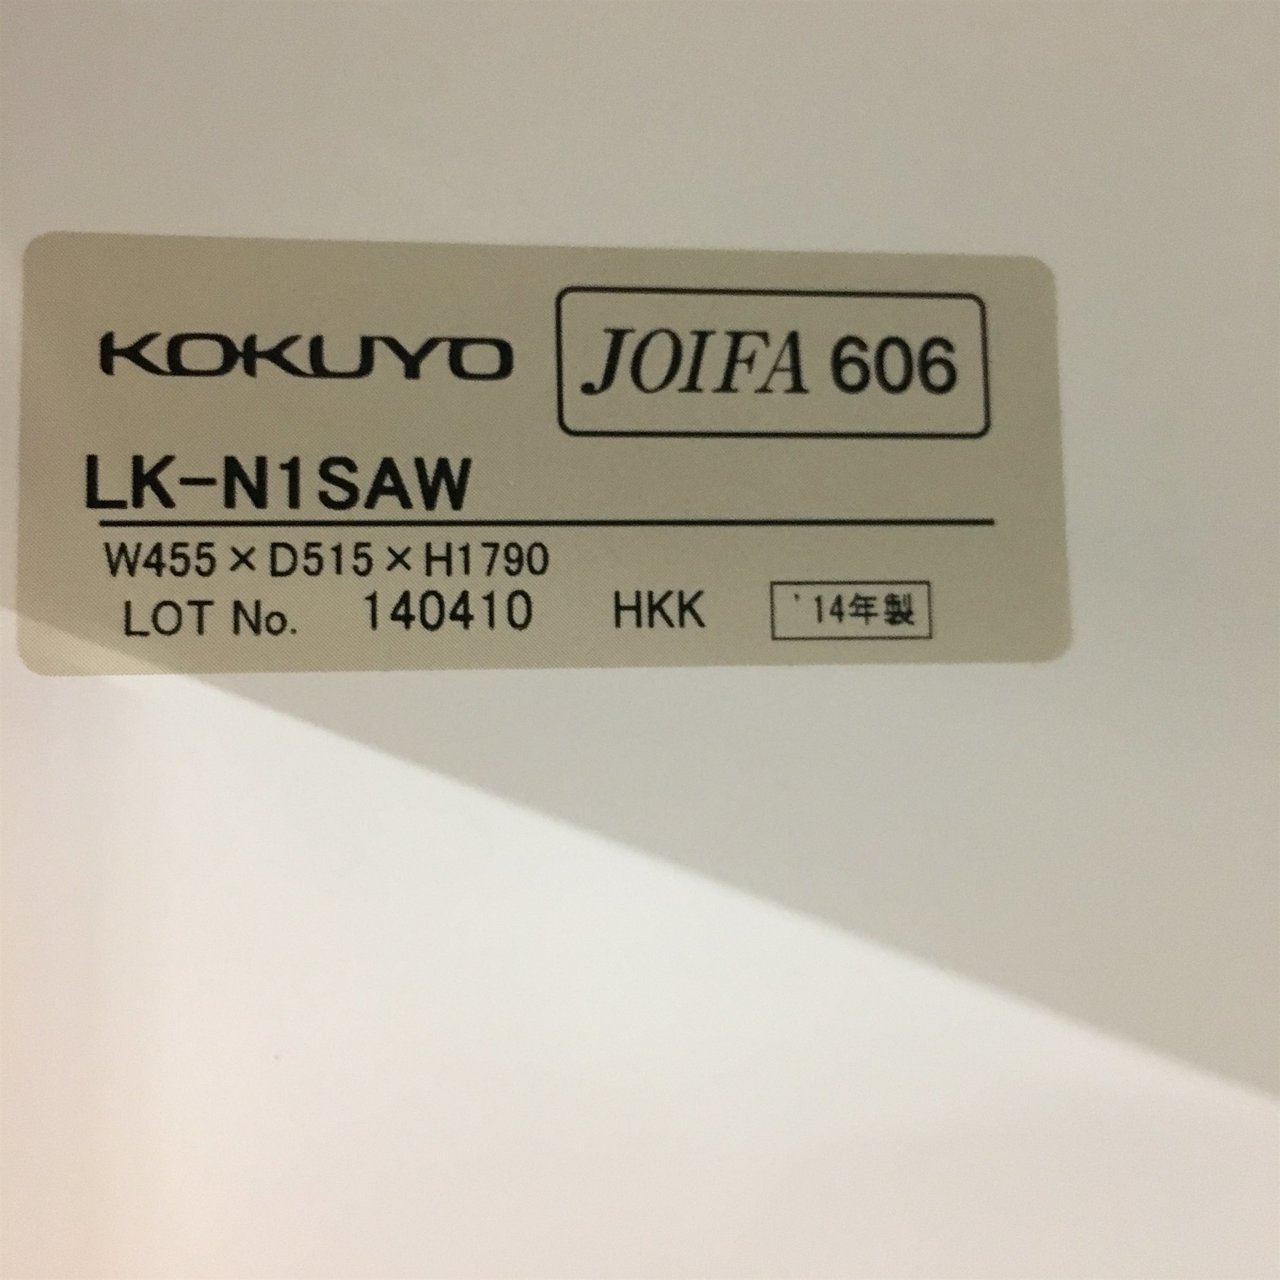 KOKUYO JOIFA 606
LK-N1SAW
W455×D515×H1790
LOT No. 140410 HKK '14年製